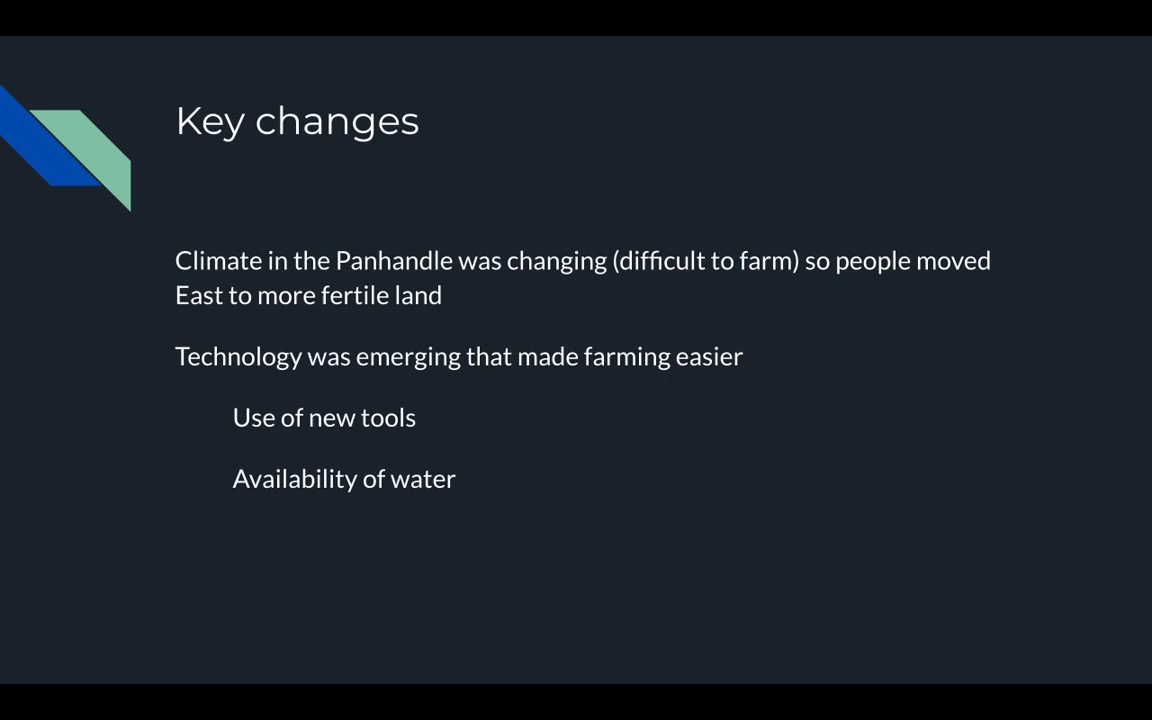 Key changes
Climate in the Panhandle was changing (difficult to farm) so people moved
East to more fertile land
Technology was emerging that made farming easier
Use of new tools
Availability of water